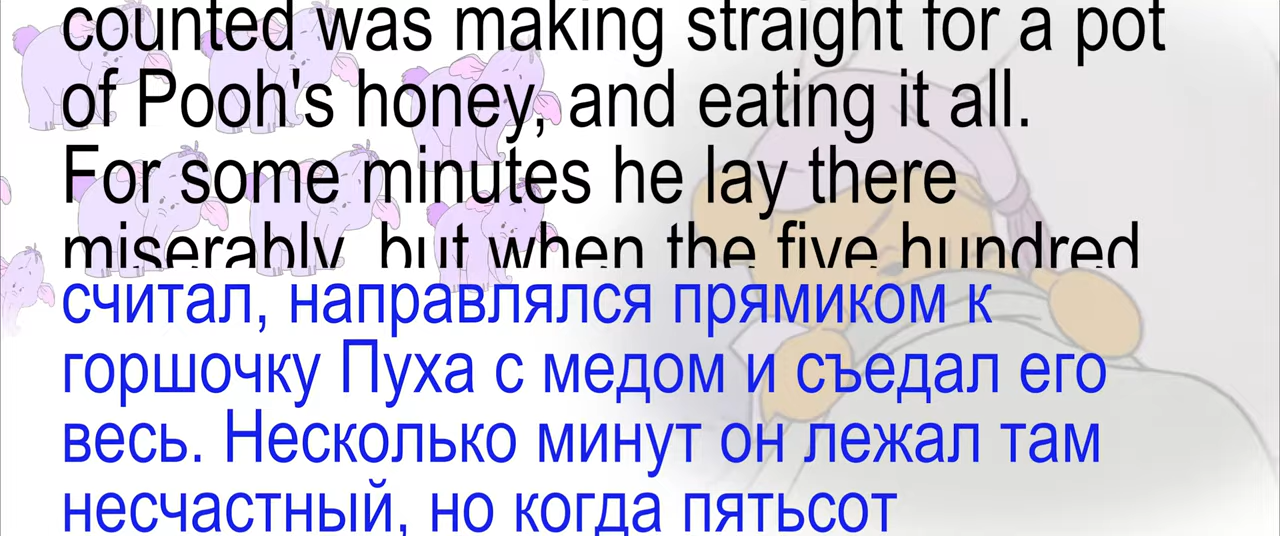 counted was making straight for a pot
of Pooh's honey, and eating it all.
For some minutes he lay there
miserably, but when the five hundred
считал, направлялся прямиком к
горшочку Пуха с медом и съедал его
весь. Несколько минут он лежал там
несчастный, но когда пятьсот